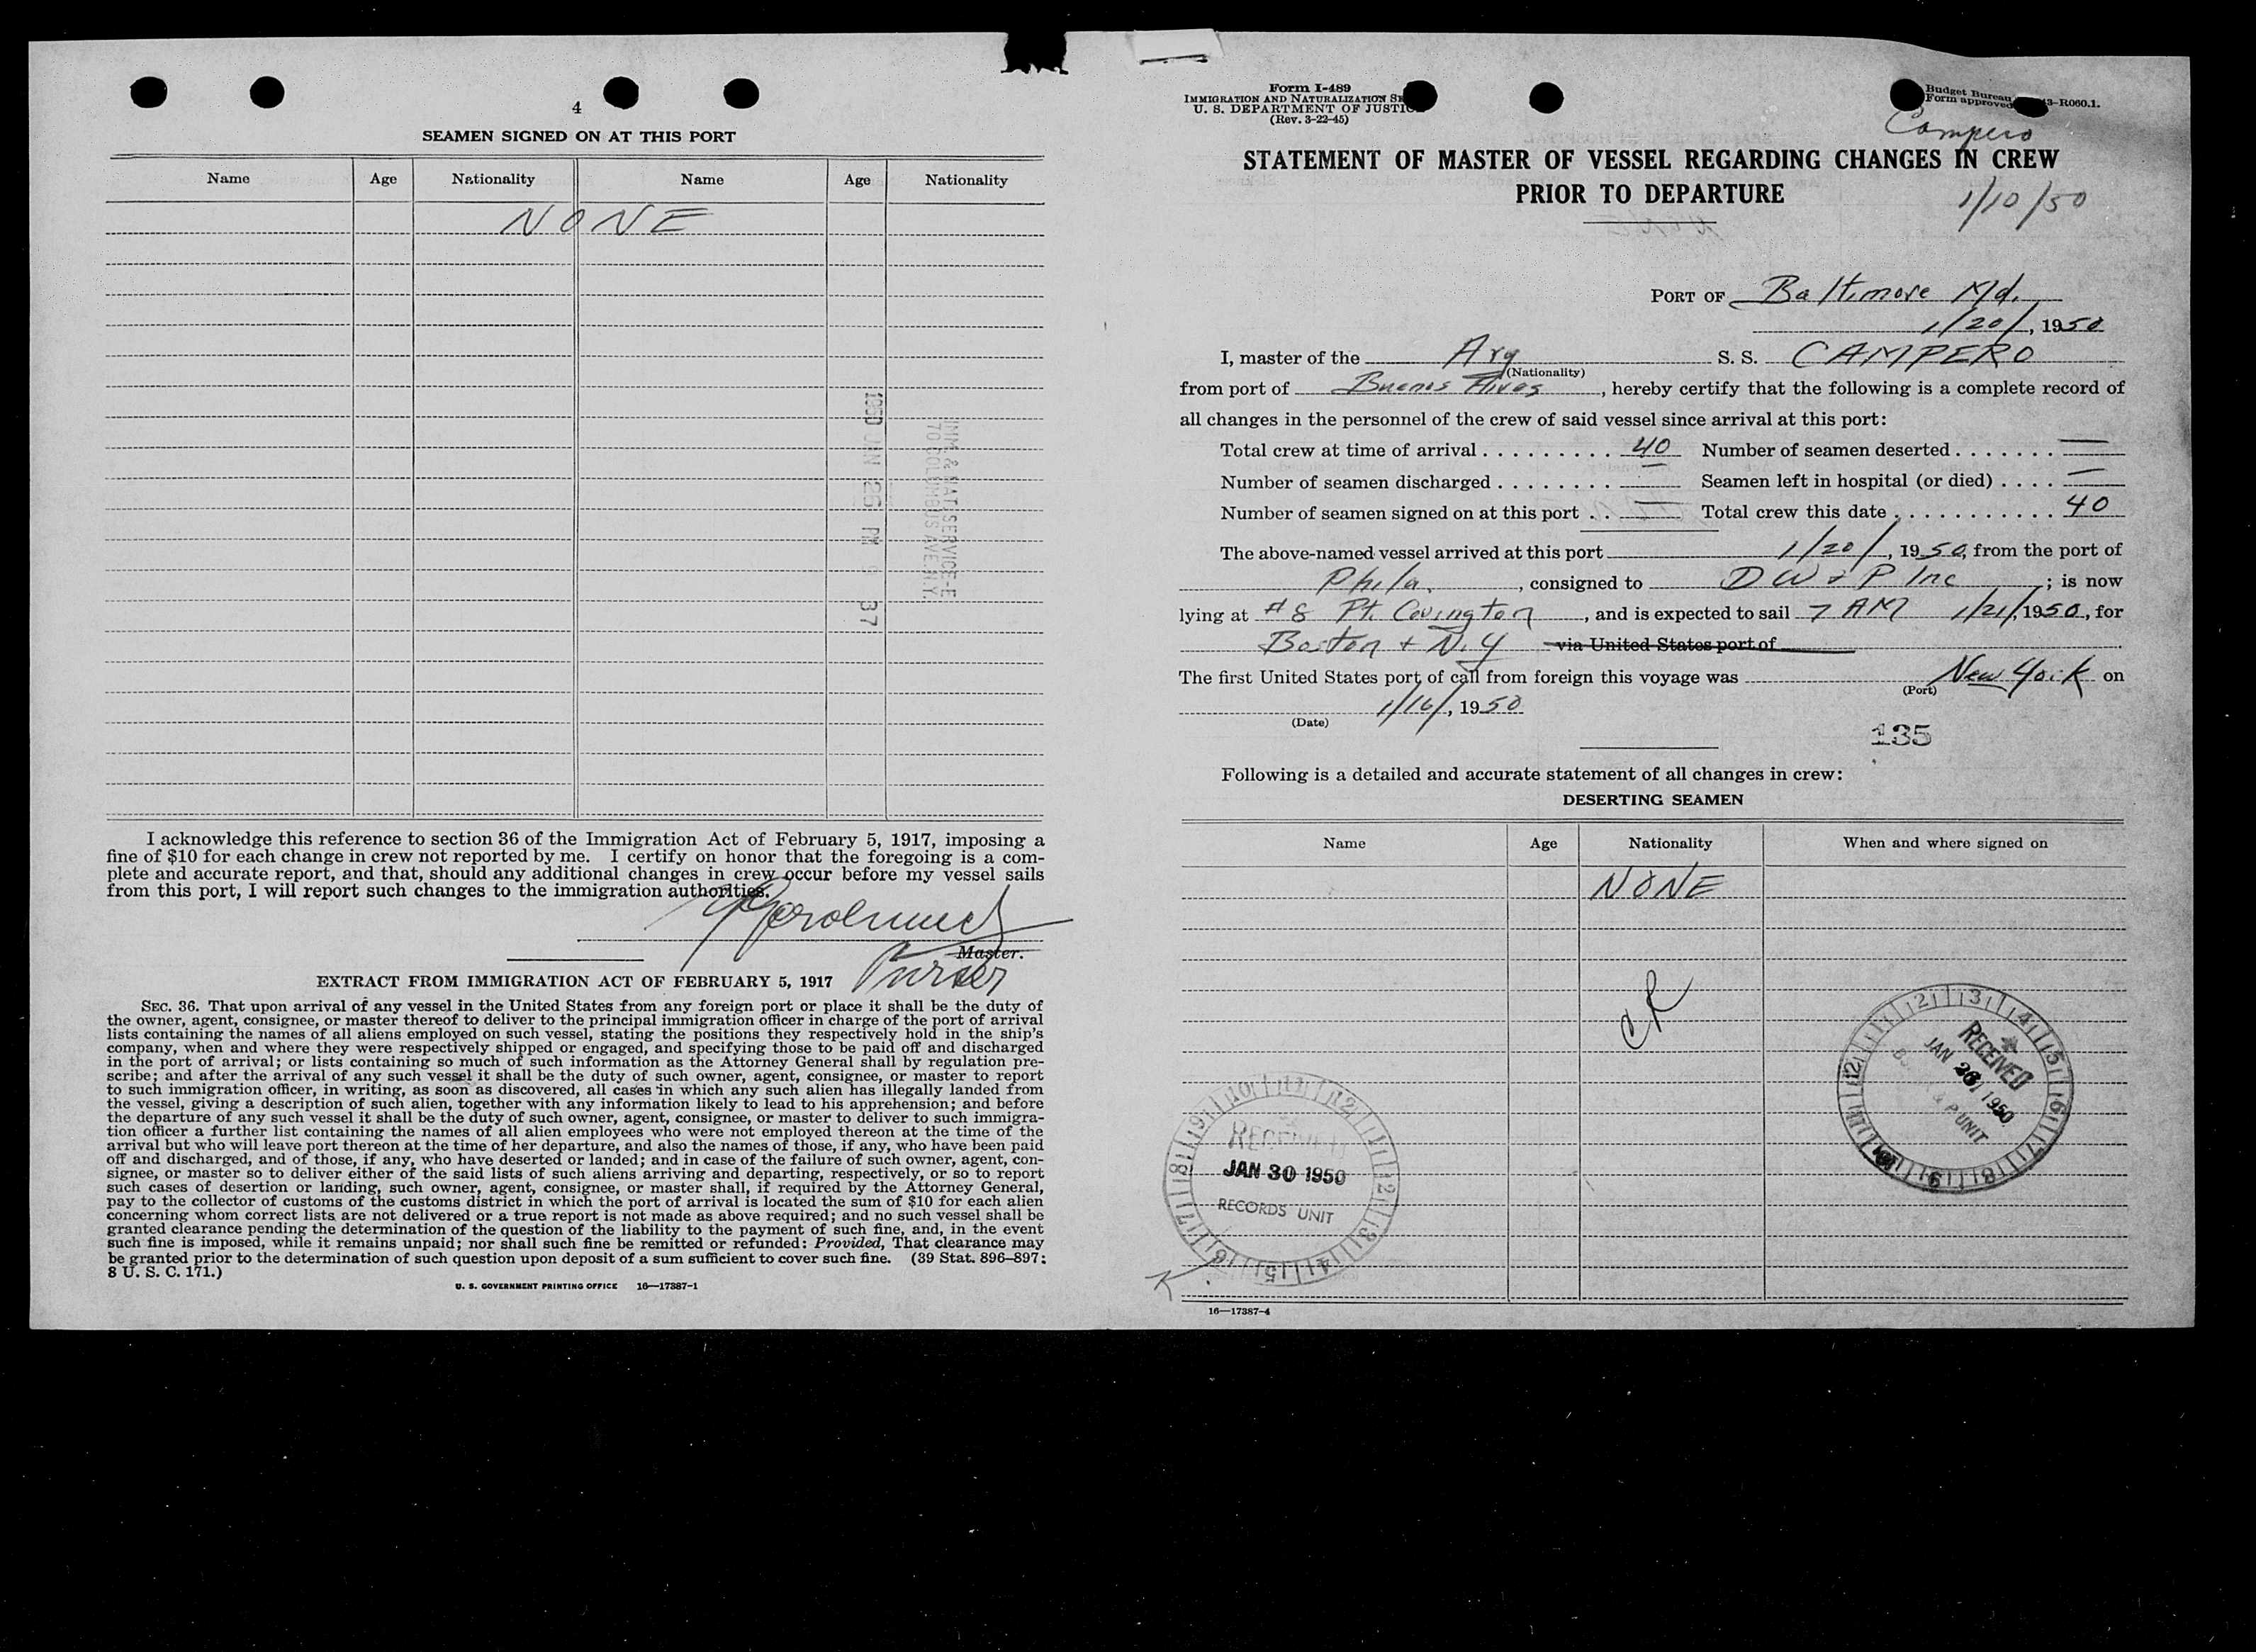 4
SEAMEN SIGNED ON AT THIS PORT
Name Age Nationality Name Age Nationality
NONE
1950 JAN 26 PM 3 37
IMM. & NAT. SERVICE
70 COLUMBUS AVE. N.Y.
I acknowledge this reference to section 36 of the Immigration Act of February 5, 1917, imposing a
fine of $10 for each change in crew not reported by me. I certify on honor that the foregoing is a com-
plete and accurate report, and that, should any additional changes in crew occur before my vessel sails
from this port, I will report such changes to the immigration authorities.
Master.
Purser
EXTRACT FROM IMMIGRATION ACT OF FEBRUARY 5, 1917
SEC. 36. That upon arrival of any vessel in the United States from any foreign port or place it shall be the duty of
the owner, agent, consignee, or master thereof to deliver to the principal immigration officer in charge of the port of arrival
lists containing the names of all aliens employed on such vessel, stating the positions they respectively hold in the ship's
company, when and where they were respectively shipped or engaged, and specifying those to be paid off and discharged
in the port of arrival; or lists containing so much of such information as the Attorney General shall by regulation pre-
scribe; and after the arrival of any such vessel it shall be the duty of such owner, agent, consignee, or master to report
to such immigration officer, in writing, as soon as discovered, all cases in which any such alien has illegally landed from
the vessel, giving a description of such alien, together with any information likely to lead to his apprehension; and before
the departure of any such vessel it shall be the duty of such owner, agent, consignee, or master to deliver to such immigra-
tion officer a further list containing the names of all alien employees who were not employed thereon at the time of the
arrival but who will leave port thereon at the time of her departure, and also the names of those, if any, who have been paid
off and discharged, and of those, if any, who have deserted or landed; and in case of the failure of such owner, agent, con-
signee, or master so to deliver either of the said lists of such aliens arriving and departing, respectively, or so to report
such cases of desertion or landing, such owner, agent, consignee, or master shall, if required by the Attorney General,
pay to the collector of customs of the customs district in which the port of arrival is located the sum of $10 for each alien
concerning whom correct lists are not delivered or a true report is not made as above required; and no such vessel shall be
granted clearance pending the determination of the question of the liability to the payment of such fine, and, in the event
such fine is imposed, while it remains unpaid; nor shall such fine be remitted or refunded: Provided, That clearance may
be granted prior to the determination of such question upon deposit of a sum sufficient to cover such fine. (39 Stat. 896–897;
8 U. S. C. 171.)
U. S. GOVERNMENT PRINTING OFFICE 16—17387-1
Form I-489
IMMIGRATION AND NATURALIZATION
U. S. DEPARTMENT OF JUSTICE
(Rev. 3-22-45)
Budget Bureau
Form approved -R060.1.
Campero
STATEMENT OF MASTER OF VESSEL REGARDING CHANGES IN CREW
PRIOR TO DEPARTURE
1/10/50
PORT OF Baltimore Md.
1/20/, 1950
I, master of the Arg S. S. CAMPERO
(Nationality)
from port of Buenos Aires, hereby certify that the following is a complete record of
all changes in the personnel of the crew of said vessel since arrival at this port:
Total crew at time of arrival . . . . . . . . . 40 Number of seamen deserted . . . . . . . —
Number of seamen discharged . . . . . . . . — Seamen left in hospital (or died) . . . . —
Number of seamen signed on at this port . . — Total crew this date . . . . . . . . . . . 40
The above-named vessel arrived at this port 1/20/, 1950, from the port of
Phila., consigned to D W & P Inc; is now
lying at #8 Pt. Covington, and is expected to sail 7 AM 1/21/, 1950, for
Boston + N.Y via United States port of
The first United States port of call from foreign this voyage was New York on
(Port)
1/16/, 1950
(Date)
135
Following is a detailed and accurate statement of all changes in crew:
DESERTING SEAMEN
Name Age Nationality When and where signed on
NONE
CR
RECEIVED
JAN 26 1950
P UNIT
RECEIVED
JAN 30 1950
RECORDS UNIT
K
16—17387-4